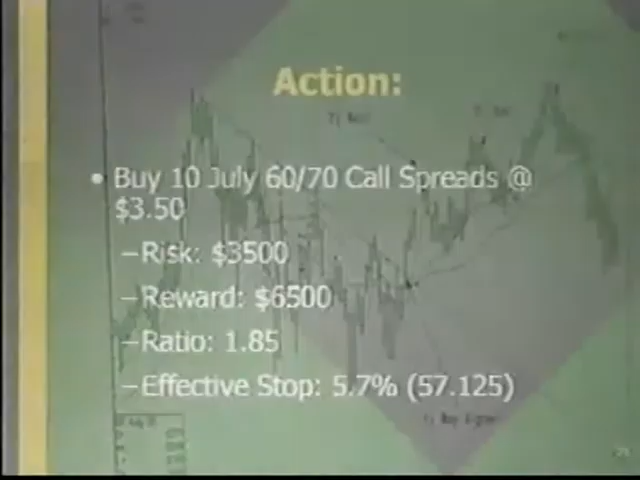 Action:
• Buy 10 July 60/70 Call Spreads @
$3.50
–Risk: $3500
–Reward: $6500
–Ratio: 1.85
–Effective Stop: 5.7% (57.125)